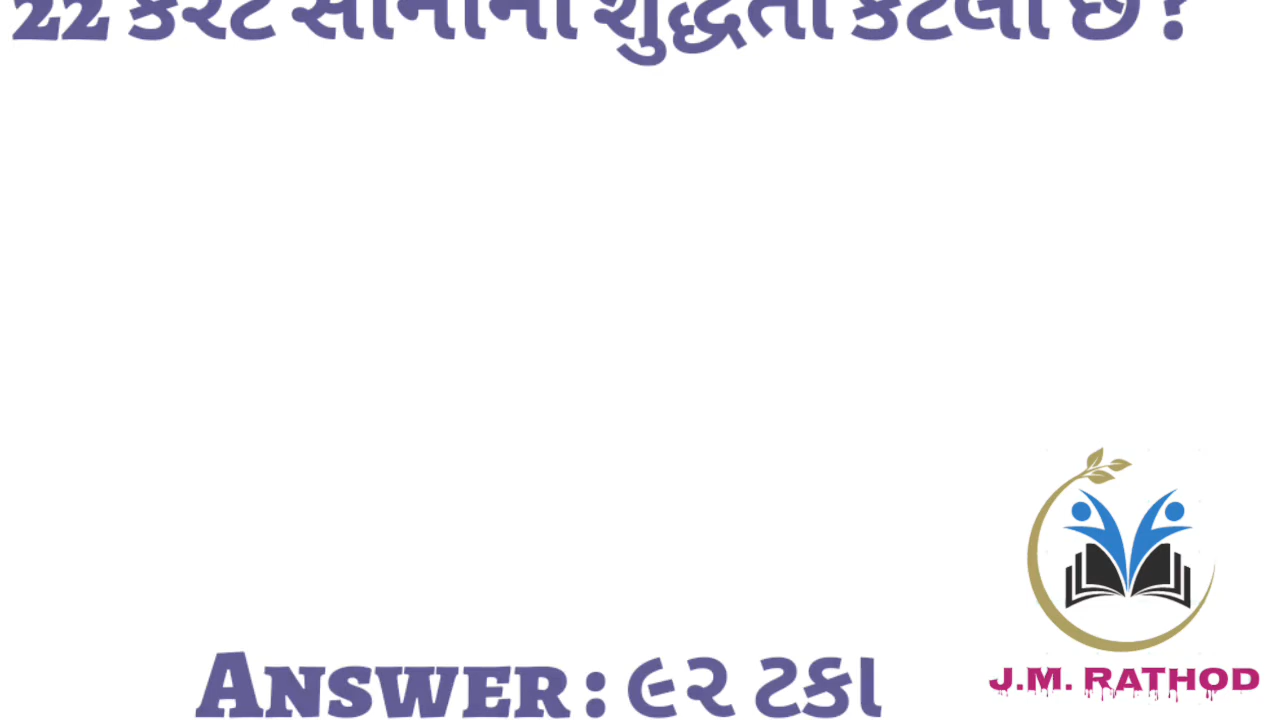 22 કેરેટ સોનાની શુદ્ધતા કેટલી છે ?
ANSWER : ૯૨ ટકા
J.M. RATHOD